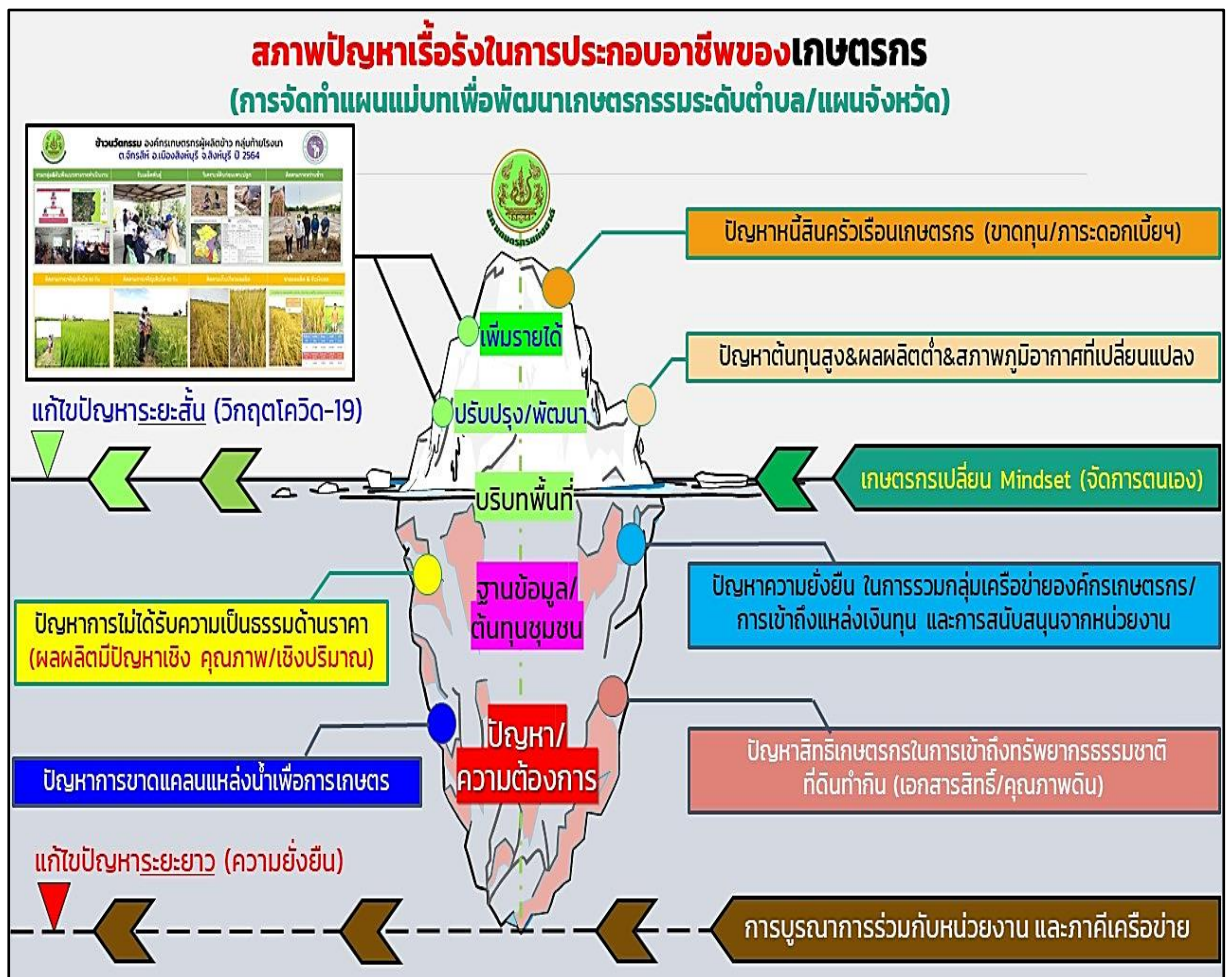 สภาพปัญหาเรื้อรังในการประกอบอาชีพของเกษตรกร
(การจัดทำแผนแม่บทเพื่อพัฒนาเกษตรกรรมระดับตำบล/แผนจังหวัด)
ข้าวนวัตกรรม องค์กรเกษตรกรผู้ผลิตข้าว กลุ่มท้ายโรงนา
ต.จักรสีห์ อ.เมืองสิงห์บุรี จ.สิงห์บุรี ปี 2564
ปัญหาหนี้สินครัวเรือนเกษตรกร (ขาดทุน/ภาระดอกเบี้ยฯ)
เพิ่มรายได้
ปัญหาต้นทุนสูง&ผลผลิตต่ำ&สภาพภูมิอากาศที่เปลี่ยนแปลง
แก้ไขปัญหาระยะสั้น (วิกฤตโควิด-19)
ปรับปรุง/พัฒนา
เกษตรกรเปลี่ยน Mindset (จัดการตนเอง)
บริบทพื้นที่
ฐานข้อมูล/
ต้นทุนชุมชน
ปัญหาความยั่งยืน ในการรวมกลุ่มเครือข่ายองค์กรเกษตรกร/
การเข้าถึงแหล่งเงินทุน และการสนับสนุนจากหน่วยงาน
ปัญหาการไม่ได้รับความเป็นธรรมด้านราคา
(ผลผลิตมีปัญหาเชิง คุณภาพ/เชิงปริมาณ)
ปัญหา/
ความต้องการ
ปัญหาสิทธิเกษตรกรในการเข้าถึงทรัพยากรธรรมชาติ
ที่ดินทำกิน (เอกสารสิทธิ์/คุณภาพดิน)
ปัญหาการขาดแคลนแหล่งน้ำเพื่อการเกษตร
แก้ไขปัญหาระยะยาว (ความยั่งยืน)
การบูรณาการร่วมกับหน่วยงาน และภาคีเครือข่าย